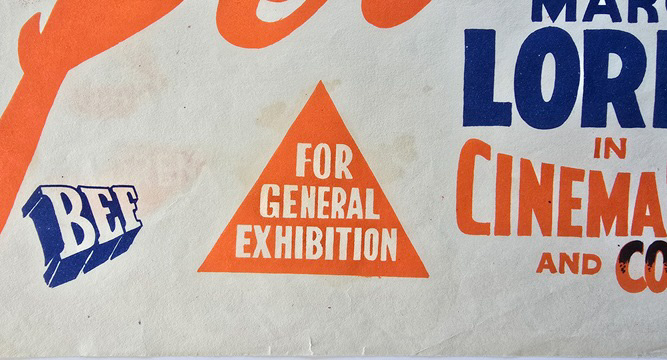 MAR
LOR
IN
CINEMA
AND CO
FOR
GENERAL
EXHIBITION
BEF